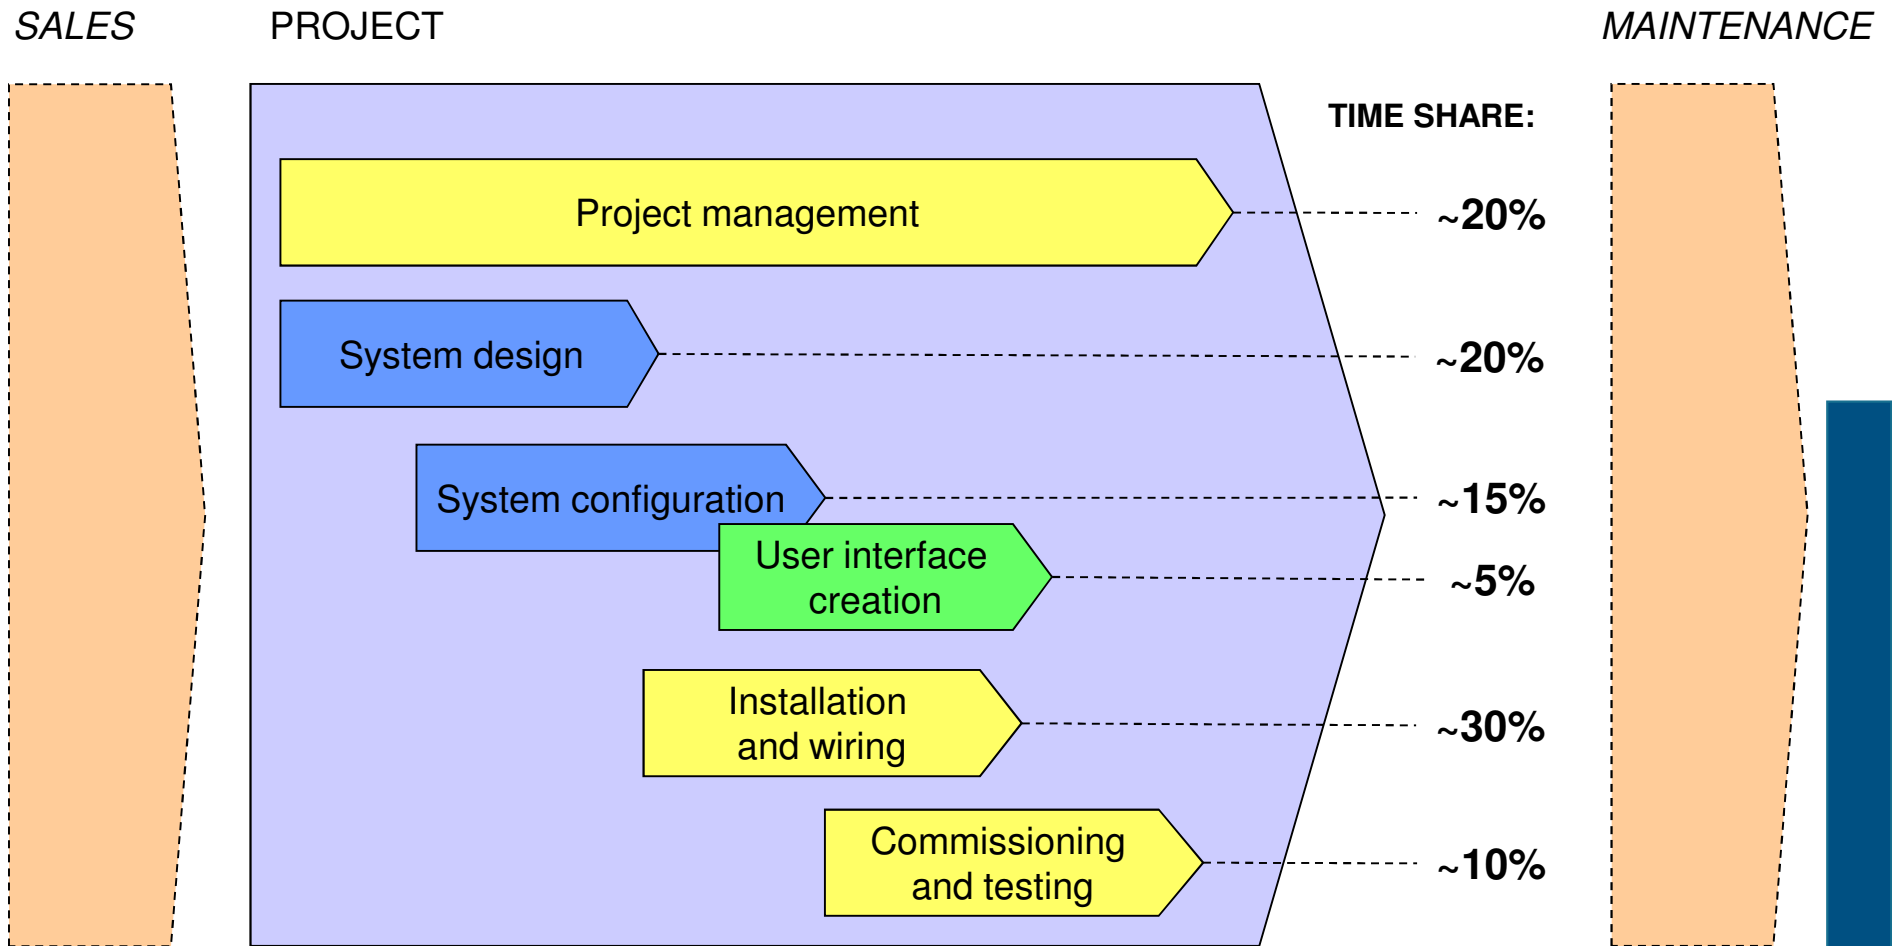 SALES
PROJECT
MAINTENANCE
TIME SHARE:
Project management
~20%
System design
~20%
System configuration
~15%
User interface
creation
~5%
Installation
and wiring
~30%
Commissioning
and testing
~10%